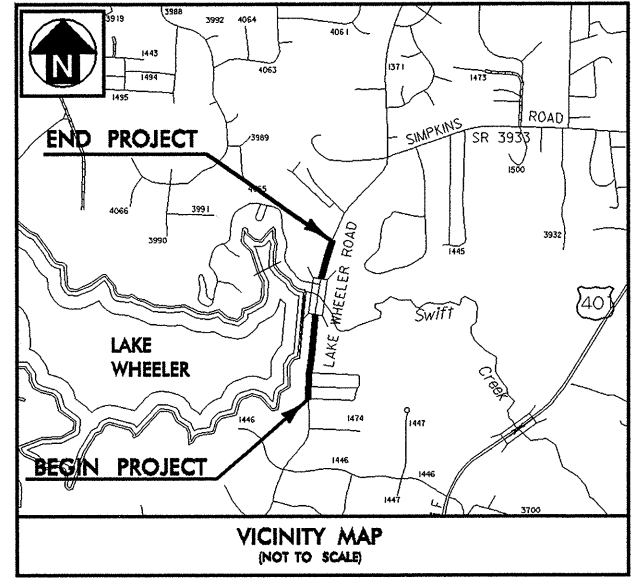 3919
3988
3992
4064
4061
1443
4063
1371
1473
1494
1495
N
END PROJECT
ROAD
SIMPKINS
SR 3933
3989
1500
4066
3991
3990
1445
3932
LAKE WHEELER ROAD
40
Swift
LAKE
WHEELER
Creek
1446
1474
1447
1446
1446
BEGIN PROJECT
1447
3700
VICINITY MAP
(NOT TO SCALE)